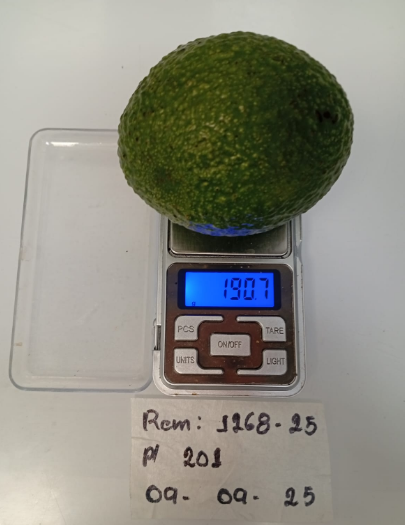 190.7
PCS
TARE
ON/OFF
UNITS
LIGHT
Rem: 1268-25
P/ 201
09- 09- 25